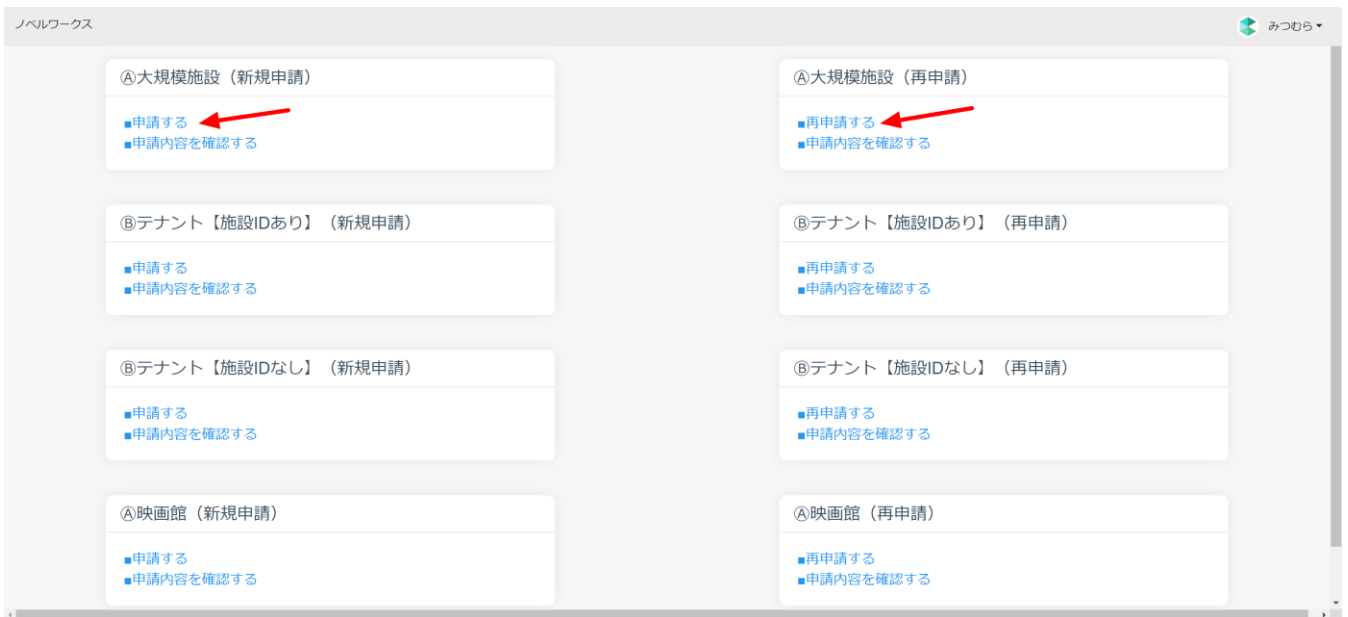 ノベルワークス
みつむら
Ⓐ大規模施設（新規申請）
■申請する
■申請内容を確認する
Ⓐ大規模施設（再申請）
■再申請する
■申請内容を確認する
Ⓑテナント【施設IDあり】（新規申請）
■申請する
■申請内容を確認する
Ⓑテナント【施設IDあり】（再申請）
■再申請する
■申請内容を確認する
Ⓑテナント【施設IDなし】（新規申請）
■申請する
■申請内容を確認する
Ⓑテナント【施設IDなし】（再申請）
■再申請する
■申請内容を確認する
Ⓐ映画館（新規申請）
■申請する
■申請内容を確認する
Ⓐ映画館（再申請）
■再申請する
■申請内容を確認する